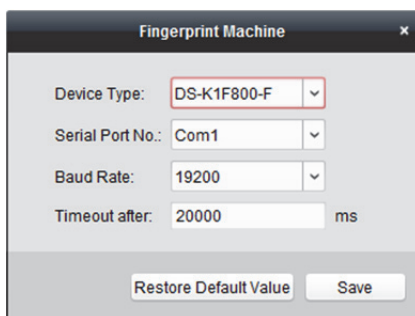 Fingerprint Machine ×
Device Type: DS-K1F800-F
Serial Port No.: Com1
Baud Rate: 19200
Timeout after: 20000 ms
Restore Default Value Save